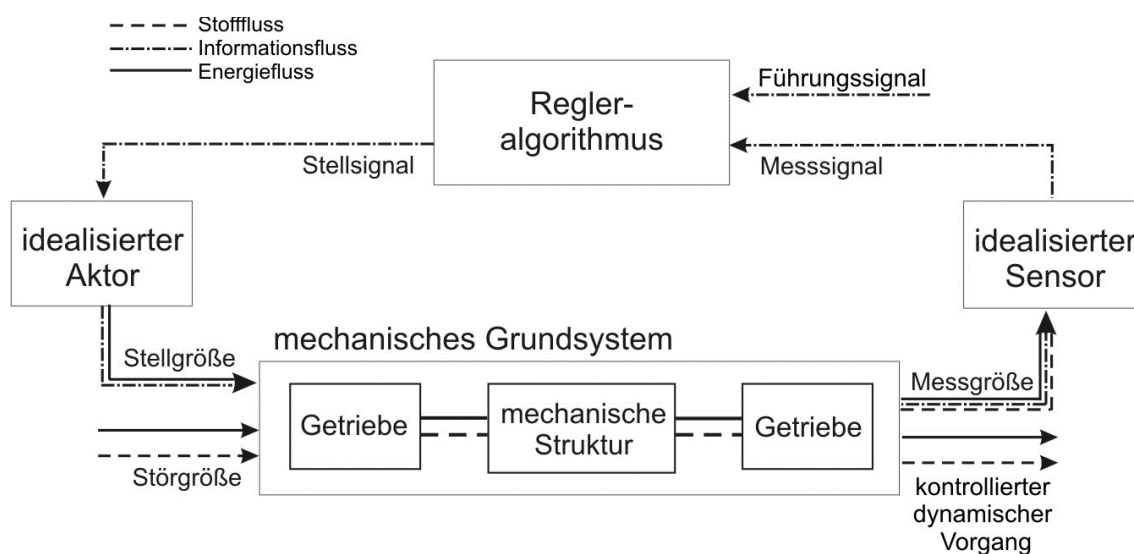 Stofffluss
Informationsfluss
Energiefluss
Führungssignal
Regler-
algorithmus
Stellsignal
Messsignal
idealisierter
Aktor
idealisierter
Sensor
mechanisches Grundsystem
Stellgröße
Messgröße
Getriebe
mechanische
Struktur
Getriebe
Störgröße
kontrollierter
dynamischer
Vorgang